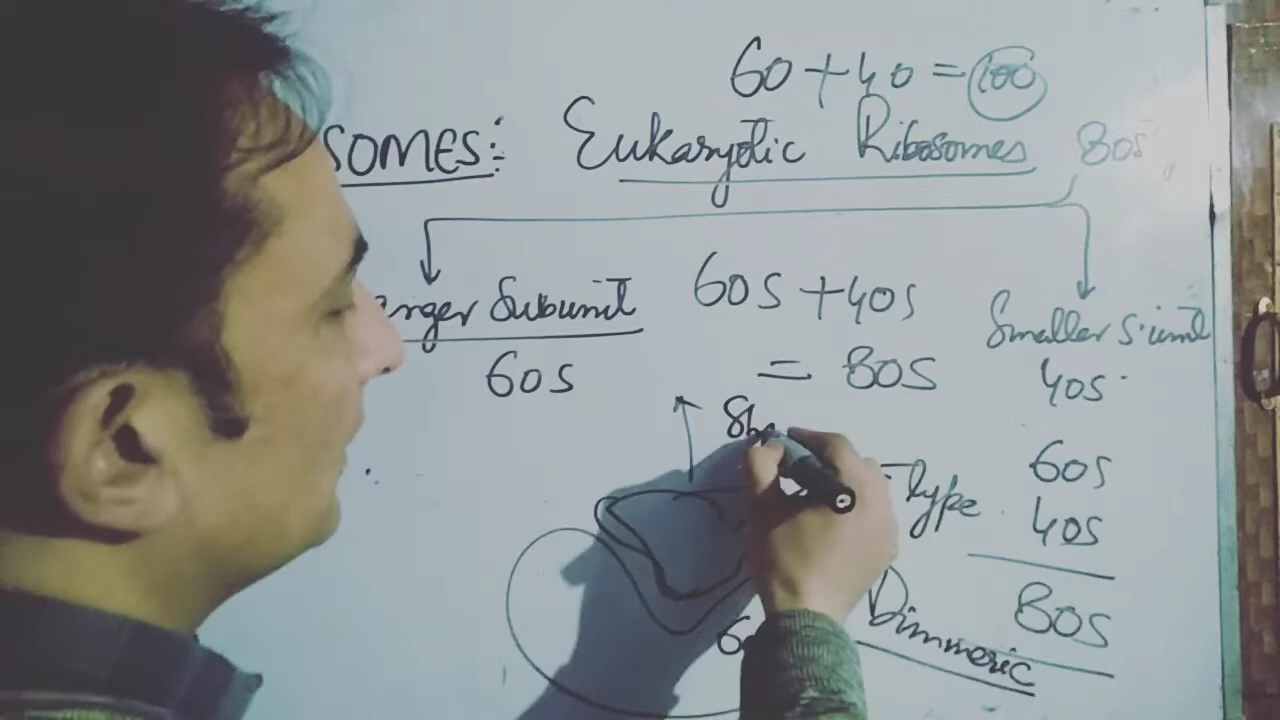 60+40=100
SOMES: Eukaryotic Ribosomes 80s
60s+40s
= 80s
rger Subunit
60s
Smaller s.unit
40s
Type
60s
40s
80s
Dimmeric